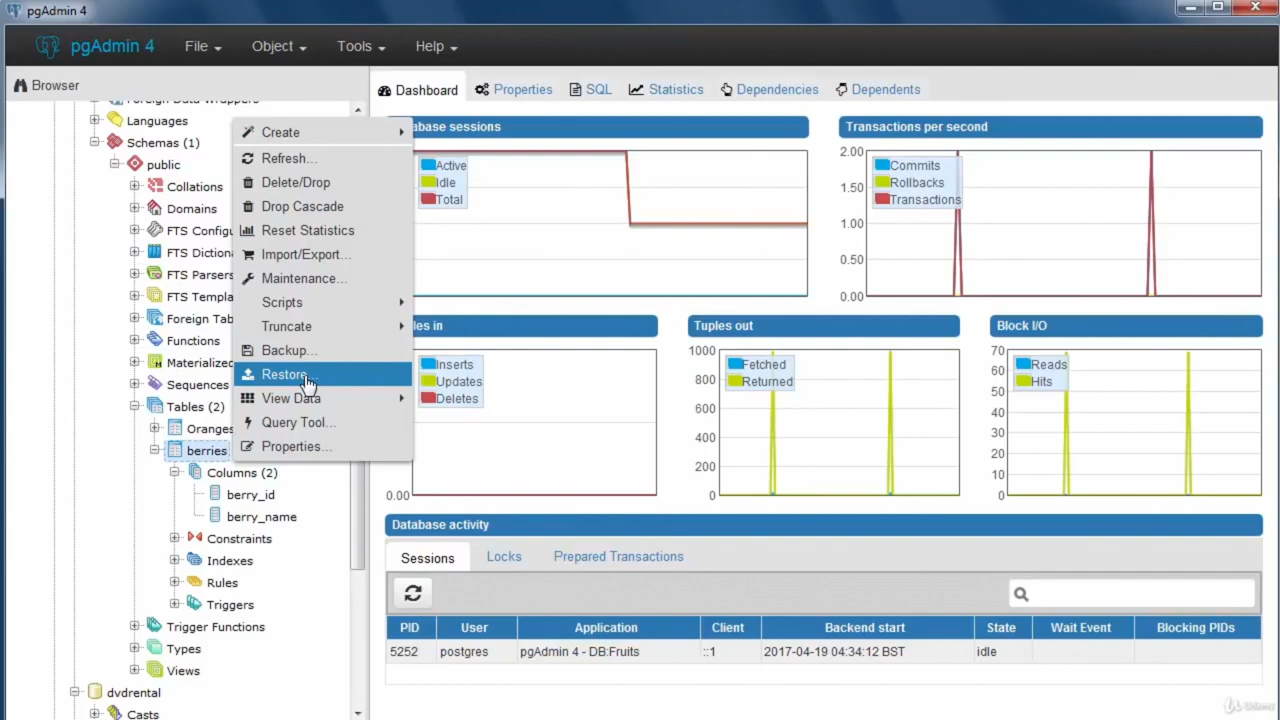 pgAdmin 4
pgAdmin 4
File
Object
Tools
Help
Browser
Foreign Data Wrappers
Languages
Schemas (1)
public
Collations
Domains
FTS Configu
FTS Dictiona
FTS Parsers
FTS Templa
Foreign Tab
Functions
Materialized
Sequences
Tables (2)
Oranges
berries
Columns (2)
berry_id
berry_name
Constraints
Indexes
Rules
Triggers
Trigger Functions
Types
Views
dvdrental
Casts
Create
Refresh...
Delete/Drop
Drop Cascade
Reset Statistics
Import/Export...
Maintenance...
Scripts
Truncate
Backup...
Restore...
View Data
Query Tool...
Properties...
Dashboard
Properties
SQL
Statistics
Dependencies
Dependents
abase sessions
Active
Idle
Total
Transactions per second
2.00
1.50
1.00
0.50
0.00
Commits
Rollbacks
Transactions
les in
Inserts
Updates
Deletes
0.00
Tuples out
1000
800
600
400
200
0
Fetched
Returned
Block I/O
70
60
50
40
30
20
10
0
Reads
Hits
Database activity
Sessions
Locks
Prepared Transactions
PID User Application Client Backend start State Wait Event Blocking PIDs
5252 postgres pgAdmin 4 - DB:Fruits ::1 2017-04-19 04:34:12 BST idle
Udemy